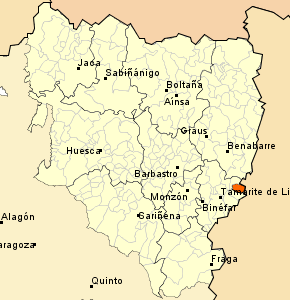 Jaca
Sabiñánigo
Boltaña
Aínsa
Graus
Benabarre
Huesca
Barbastro
Monzón
Tamarite de Li
Binéfar
Sariñena
Alagón
aragoza
Fraga
Quinto